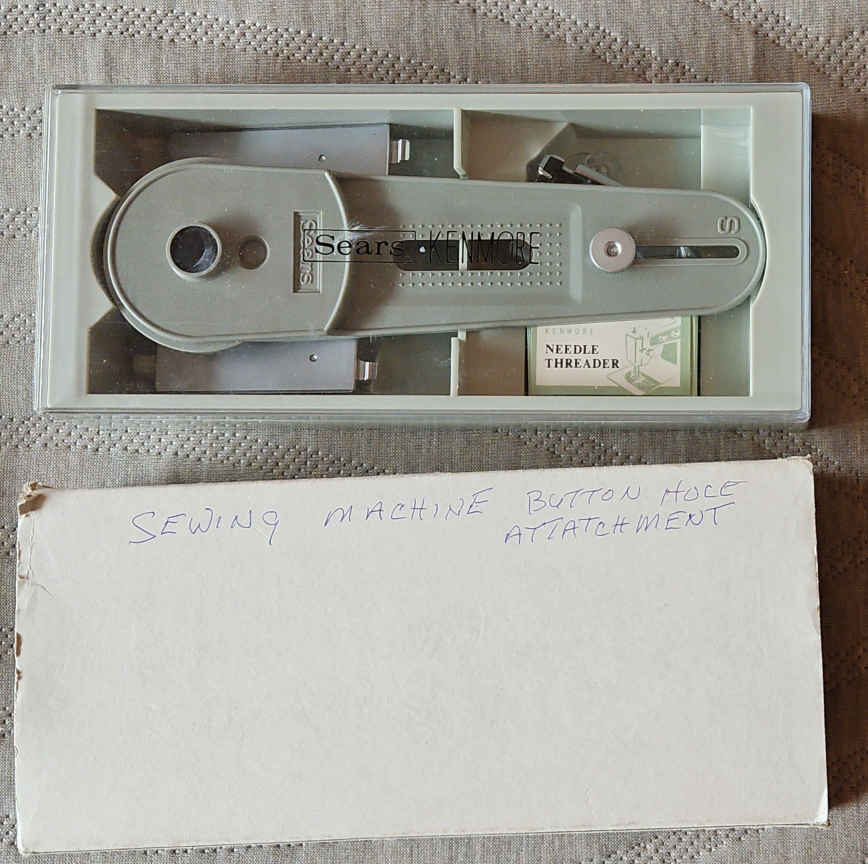 Sears
Sears KENMORE
S
KENMORE
NEEDLE
THREADER
SEWING MACHINE BUTTON HOLE
ATTATCHMENT